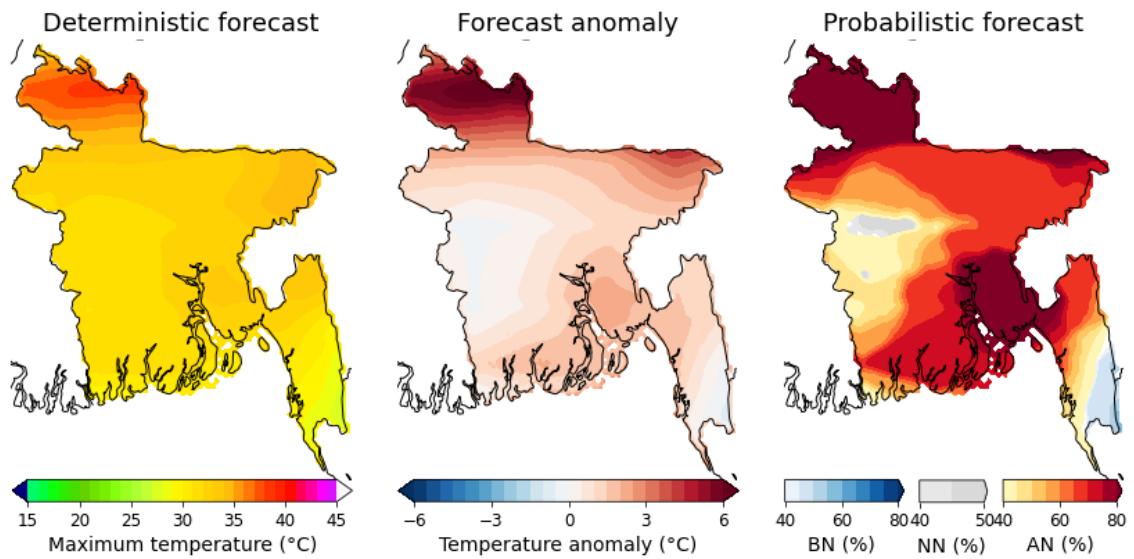 Deterministic forecast
Forecast anomaly
Probabilistic forecast
15 20 25 30 35 40 45
Maximum temperature (°C)
−6 −3 0 3 6
Temperature anomaly (°C)
40 60 80
BN (%)
40 50
NN (%)
40 60 80
AN (%)